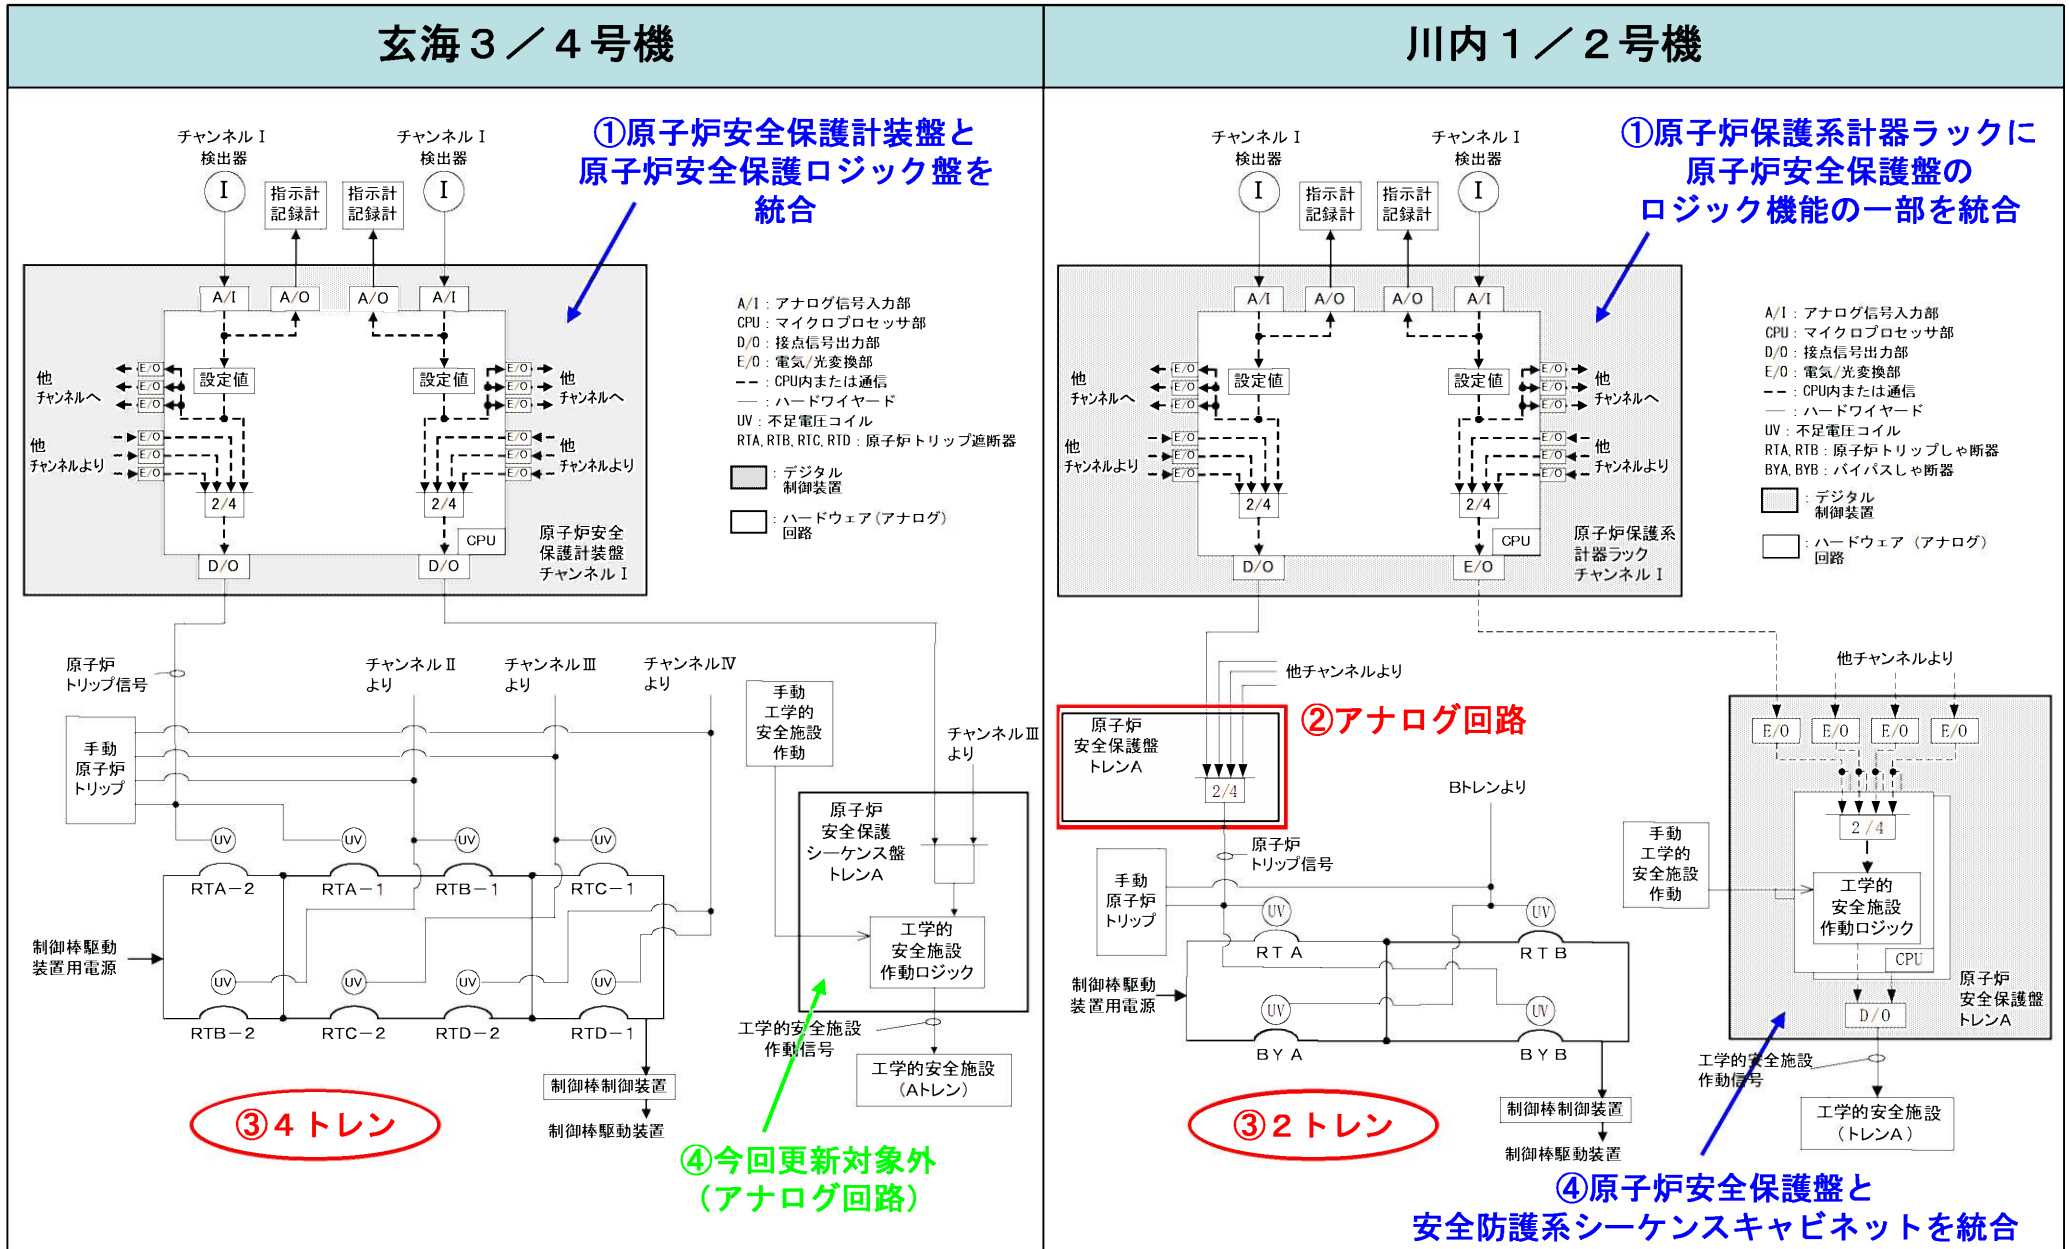 玄海３／４号機
チャンネルⅠ
検出器
I
指示計
記録計
指示計
記録計
チャンネルⅠ
検出器
I
①原子炉安全保護計装盤と
原子炉安全保護ロジック盤を
統合
A/I
A/O
A/O
A/I
設定値
設定値
他
チャンネルへ
E/O
E/O
E/O
E/O
E/O
E/O
他
チャンネルへ
他
チャンネルより
E/O
E/O
E/O
E/O
E/O
E/O
他
チャンネルより
2/4
2/4
CPU
D/O
D/O
原子炉安全
保護計装盤
チャンネルⅠ
A/I：アナログ信号入力部
CPU：マイクロプロセッサ部
D/O：接点信号出力部
E/O：電気/光変換部
--：CPU内または通信
―：ハードワイヤード
UV：不足電圧コイル
RTA,RTB,RTC,RTD：原子炉トリップ遮断器
：デジタル
制御装置
：ハードウェア(アナログ)
回路
原子炉
トリップ信号
チャンネルⅡ
より
チャンネルⅢ
より
チャンネルⅣ
より
手動
原子炉
トリップ
手動
工学的
安全施設
作動
チャンネルⅢ
より
UV
UV
UV
UV
RTA－2
RTA－1
RTB－1
RTC－1
制御棒駆動
装置用電源
UV
UV
UV
UV
RTB－2
RTC－2
RTD－2
RTD－1
原子炉
安全保護
シーケンス盤
トレンA
工学的
安全施設
作動ロジック
工学的安全施設
作動信号
工学的安全施設
(Aトレン)
制御棒制御装置
制御棒駆動装置
③４トレン
④今回更新対象外
（アナログ回路）
川内１／２号機
チャンネルⅠ
検出器
I
指示計
記録計
指示計
記録計
チャンネルⅠ
検出器
I
①原子炉保護系計器ラックに
原子炉安全保護盤の
ロジック機能の一部を統合
A/I
A/O
A/O
A/I
設定値
設定値
他
チャンネルへ
E/O
E/O
E/O
E/O
E/O
E/O
他
チャンネルへ
他
チャンネルより
E/O
E/O
E/O
E/O
E/O
E/O
他
チャンネルより
2/4
2/4
CPU
D/O
E/O
原子炉保護系
計器ラック
チャンネルⅠ
A/I：アナログ信号入力部
CPU：マイクロプロセッサ部
D/O：接点信号出力部
E/O：電気/光変換部
--：CPU内または通信
―：ハードワイヤード
UV：不足電圧コイル
RTA,RTB：原子炉トリップしゃ断器
BYA,BYB：バイパスしゃ断器
：デジタル
制御装置
：ハードウェア（アナログ）
回路
他チャンネルより
原子炉
安全保護盤
トレンA
2/4
②アナログ回路
Bトレンより
原子炉
トリップ信号
手動
原子炉
トリップ
UV
UV
RTA
RTB
制御棒駆動
装置用電源
UV
UV
BYA
BYB
制御棒制御装置
制御棒駆動装置
③２トレン
他チャンネルより
E/O
E/O
E/O
E/O
2/4
手動
工学的
安全施設
作動
工学的
安全施設
作動ロジック
CPU
D/O
原子炉
安全保護盤
トレンA
工学的安全施設
作動信号
工学的安全施設
（トレンA）
④原子炉安全保護盤と
安全防護系シーケンスキャビネットを統合